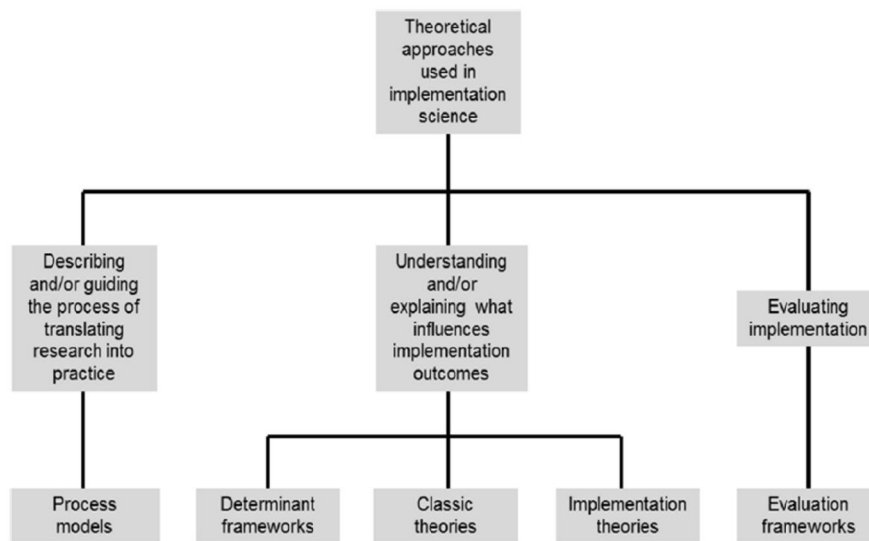 Theoretical
approaches
used in
implementation
science
Describing
and/or guiding
the process of
translating
research into
practice
Understanding
and/or
explaining what
influences
implementation
outcomes
Evaluating
implementation
Process
models
Determinant
frameworks
Classic
theories
Implementation
theories
Evaluation
frameworks